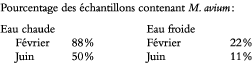 Pourcentage des échantillons contenant M. avium :
Eau chaude Eau froide
Février 88 % Février 22 %
Juin 50 % Juin 11 %